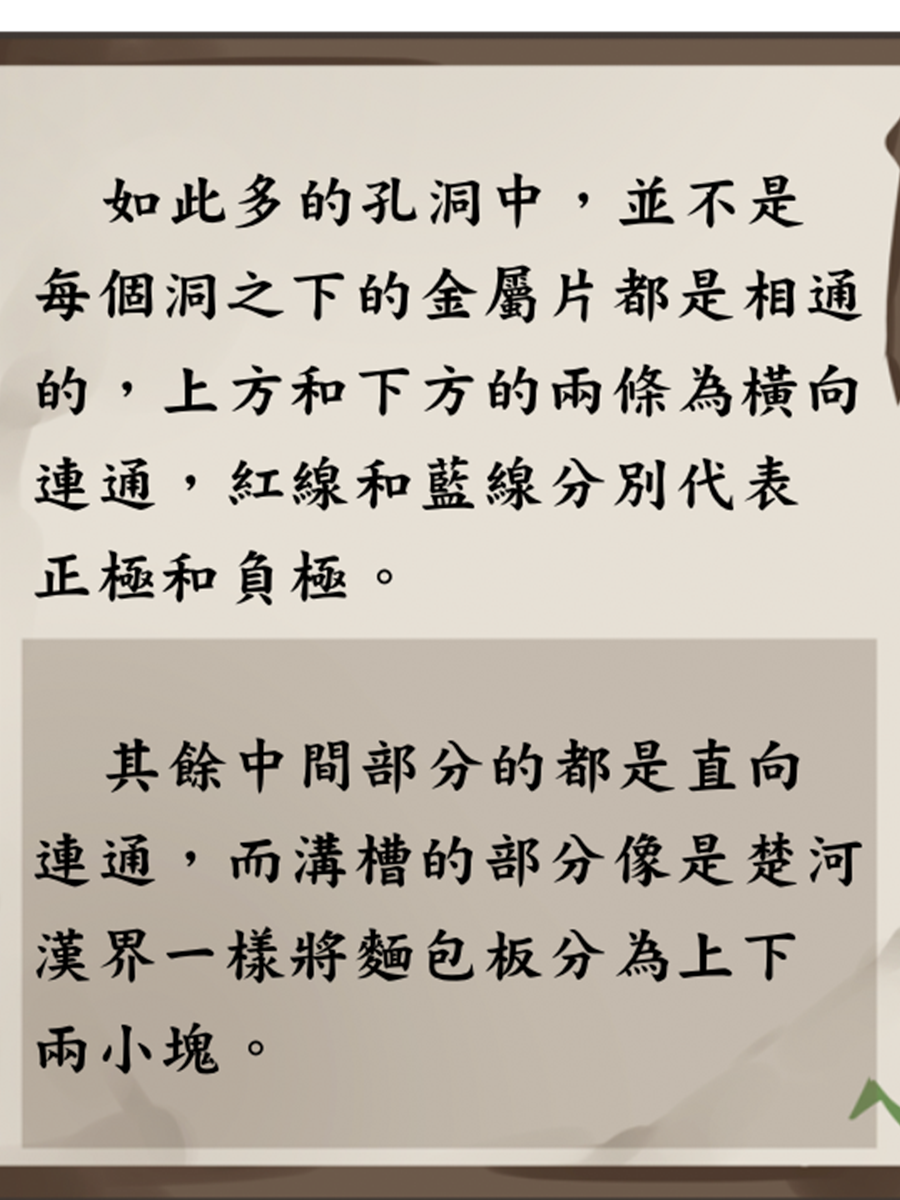 如此多的孔洞中，並不是
每個洞之下的金屬片都是相通
的，上方和下方的兩條為橫向
連通，紅線和藍線分別代表
正極和負極。
其餘中間部分的都是直向
連通，而溝槽的部分像是楚河
漢界一樣將麵包板分為上下
兩小塊。